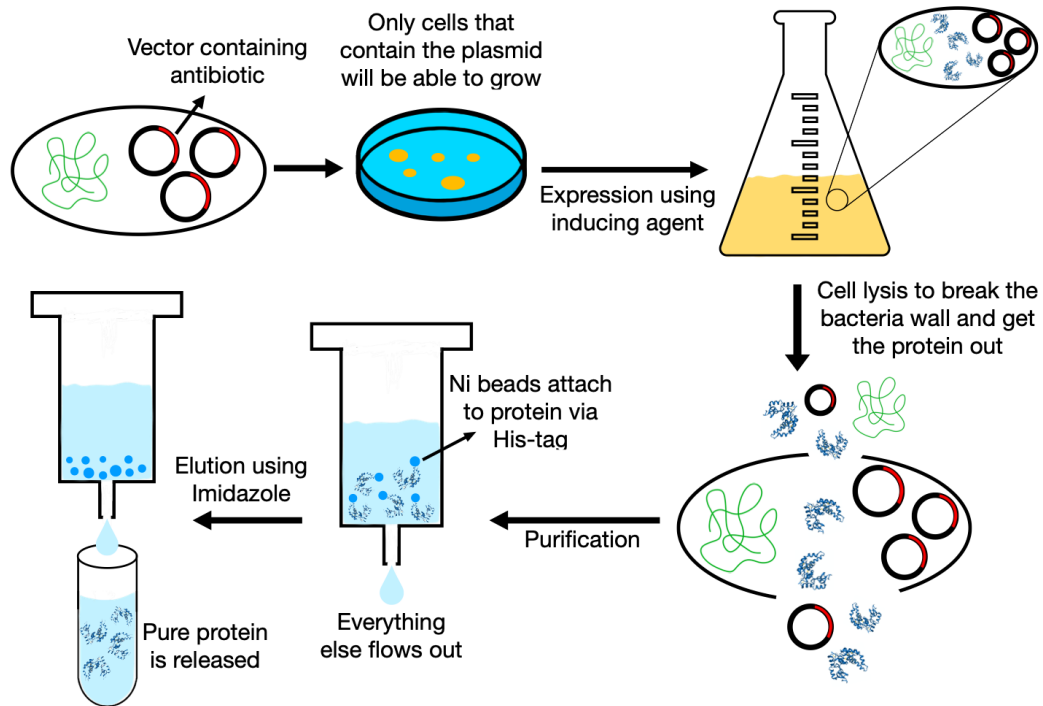 Vector containing
antibiotic
Only cells that
contain the plasmid
will be able to grow
Expression using
inducing agent
Cell lysis to break the
bacteria wall and get
the protein out
Purification
Ni beads attach
to protein via
His-tag
Everything
else flows out
Elution using
Imidazole
Pure protein
is released